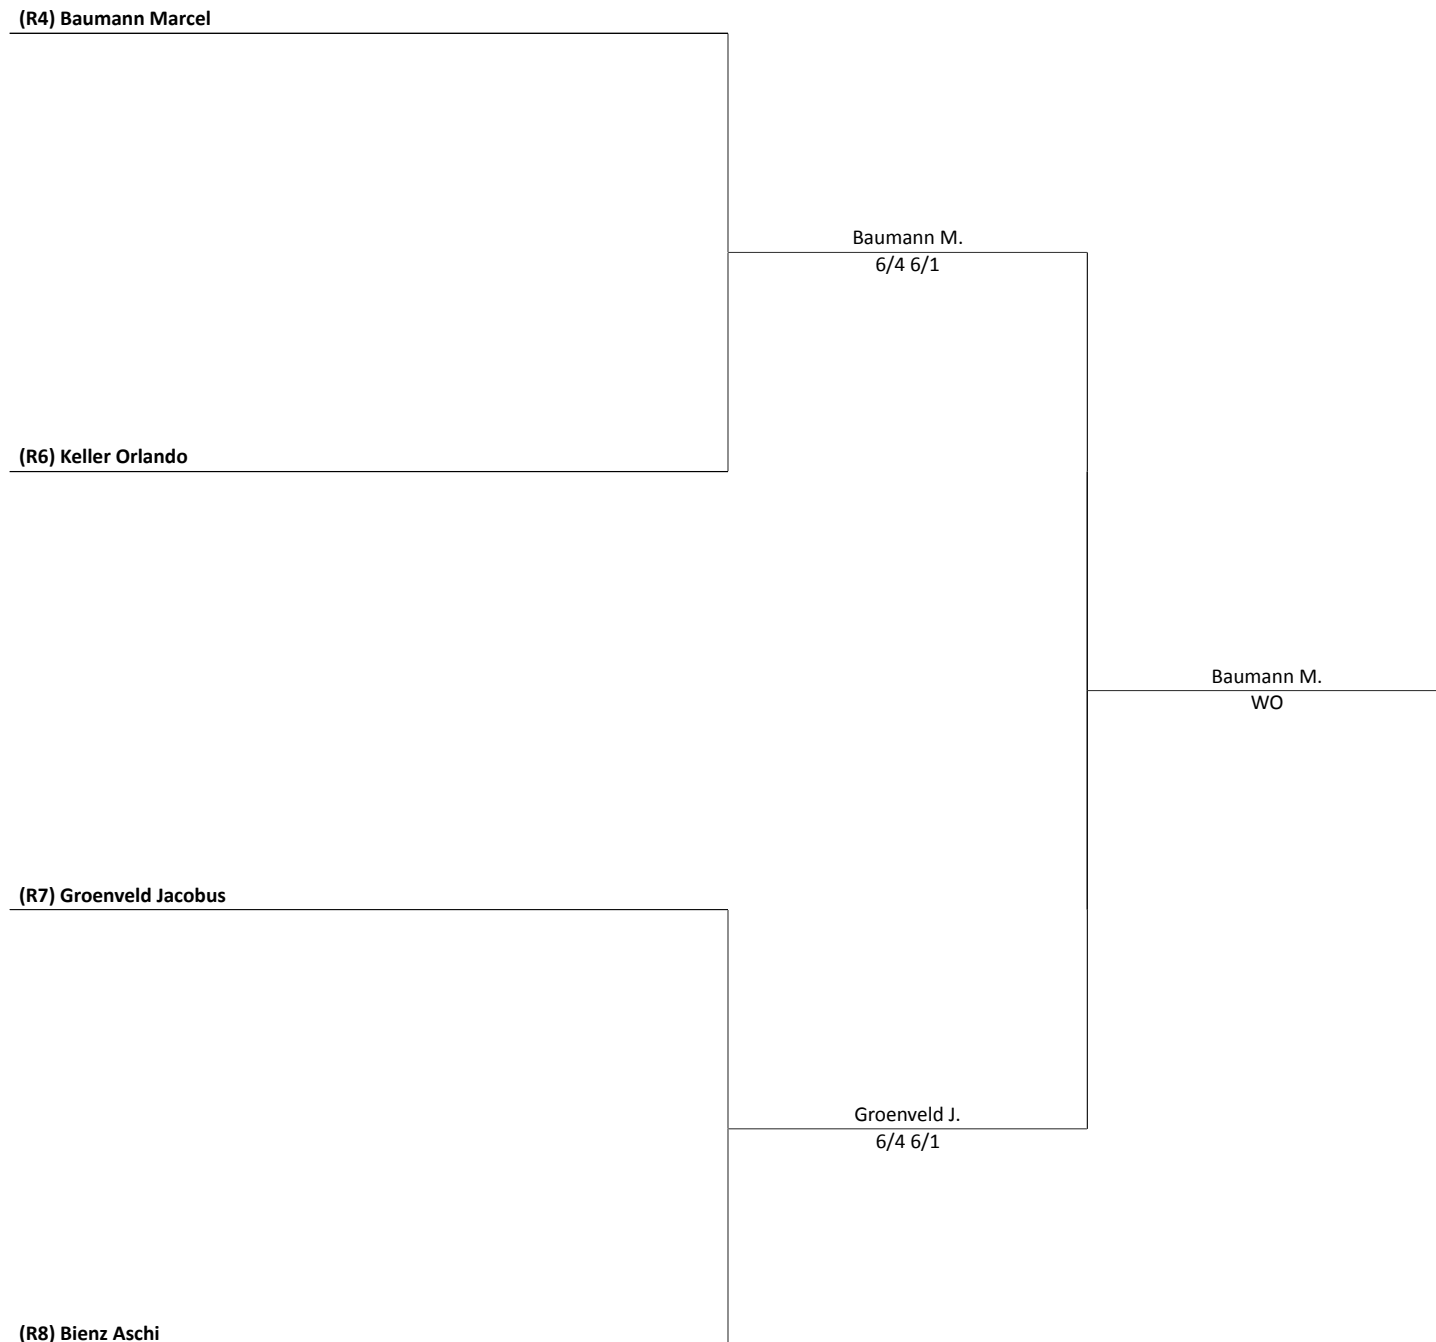 (R4) Baumann Marcel
Baumann M.
6/4 6/1
(R6) Keller Orlando
Baumann M.
WO
(R7) Groenveld Jacobus
Groenveld J.
6/4 6/1
(R8) Bienz Aschi